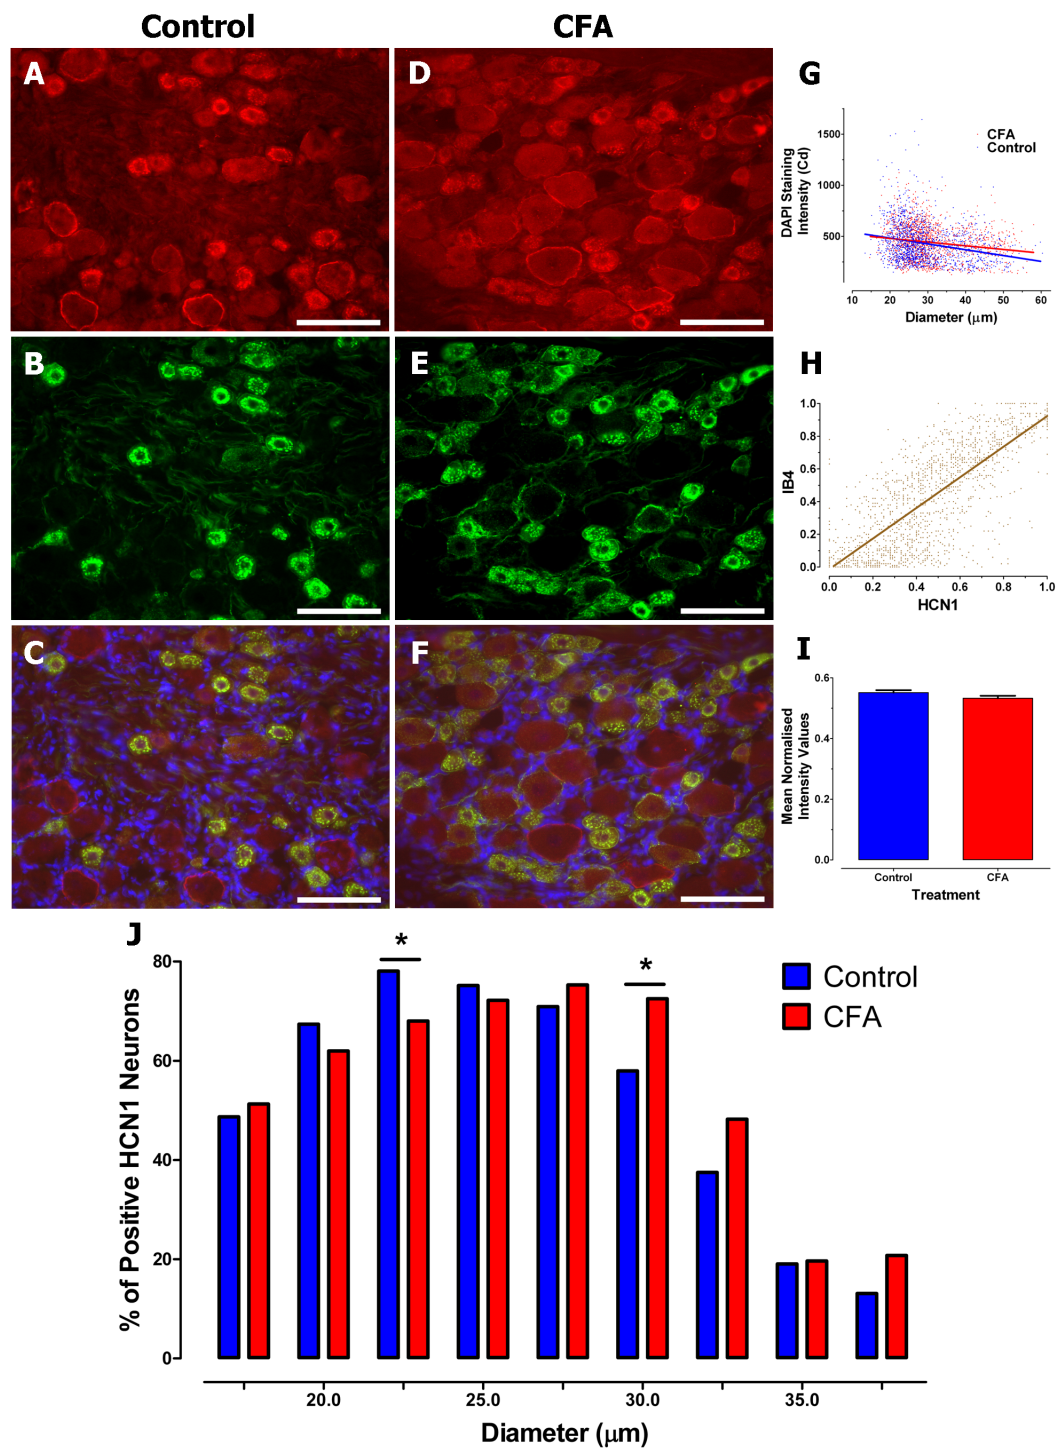 Control
CFA
A
D
G
B
E
H
C
F
I
DAPI Staining
Intensity (Cd)
1500
1000
500
CFA
Control
10 20 30 40 50 60
Diameter (μm)
IB4
1.0
0.8
0.6
0.4
0.2
0.0
0.0 0.2 0.4 0.6 0.8 1.0
HCN1
Mean Normalised
Intensity Values
0.6
0.4
0.2
0.0
Control CFA
Treatment
J
% of Positive HCN1 Neurons
80
60
40
20
0
*
*
Control
CFA
20.0 25.0 30.0 35.0
Diameter (μm)